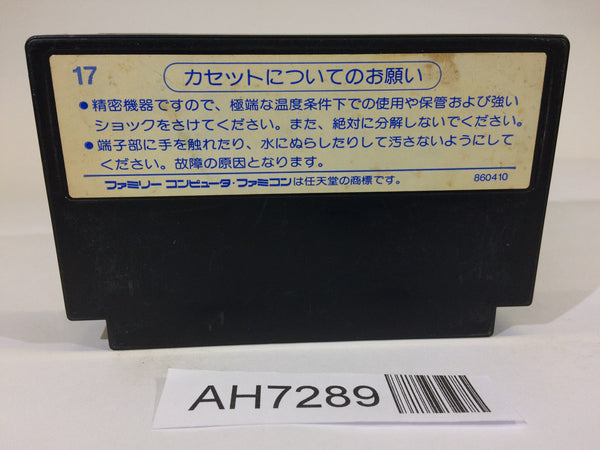 17
カセットについてのお願い
●精密機器ですので、極端な温度条件下での使用や保管および強い
ショックをさけてください。また、絶対に分解しないでください。
●端子部に手を触れたり、水にぬらしたりして汚さないようにして
ください。故障の原因となります。
ファミリーコンピュータ・ファミコンは任天堂の商標です。
860410
AH7289